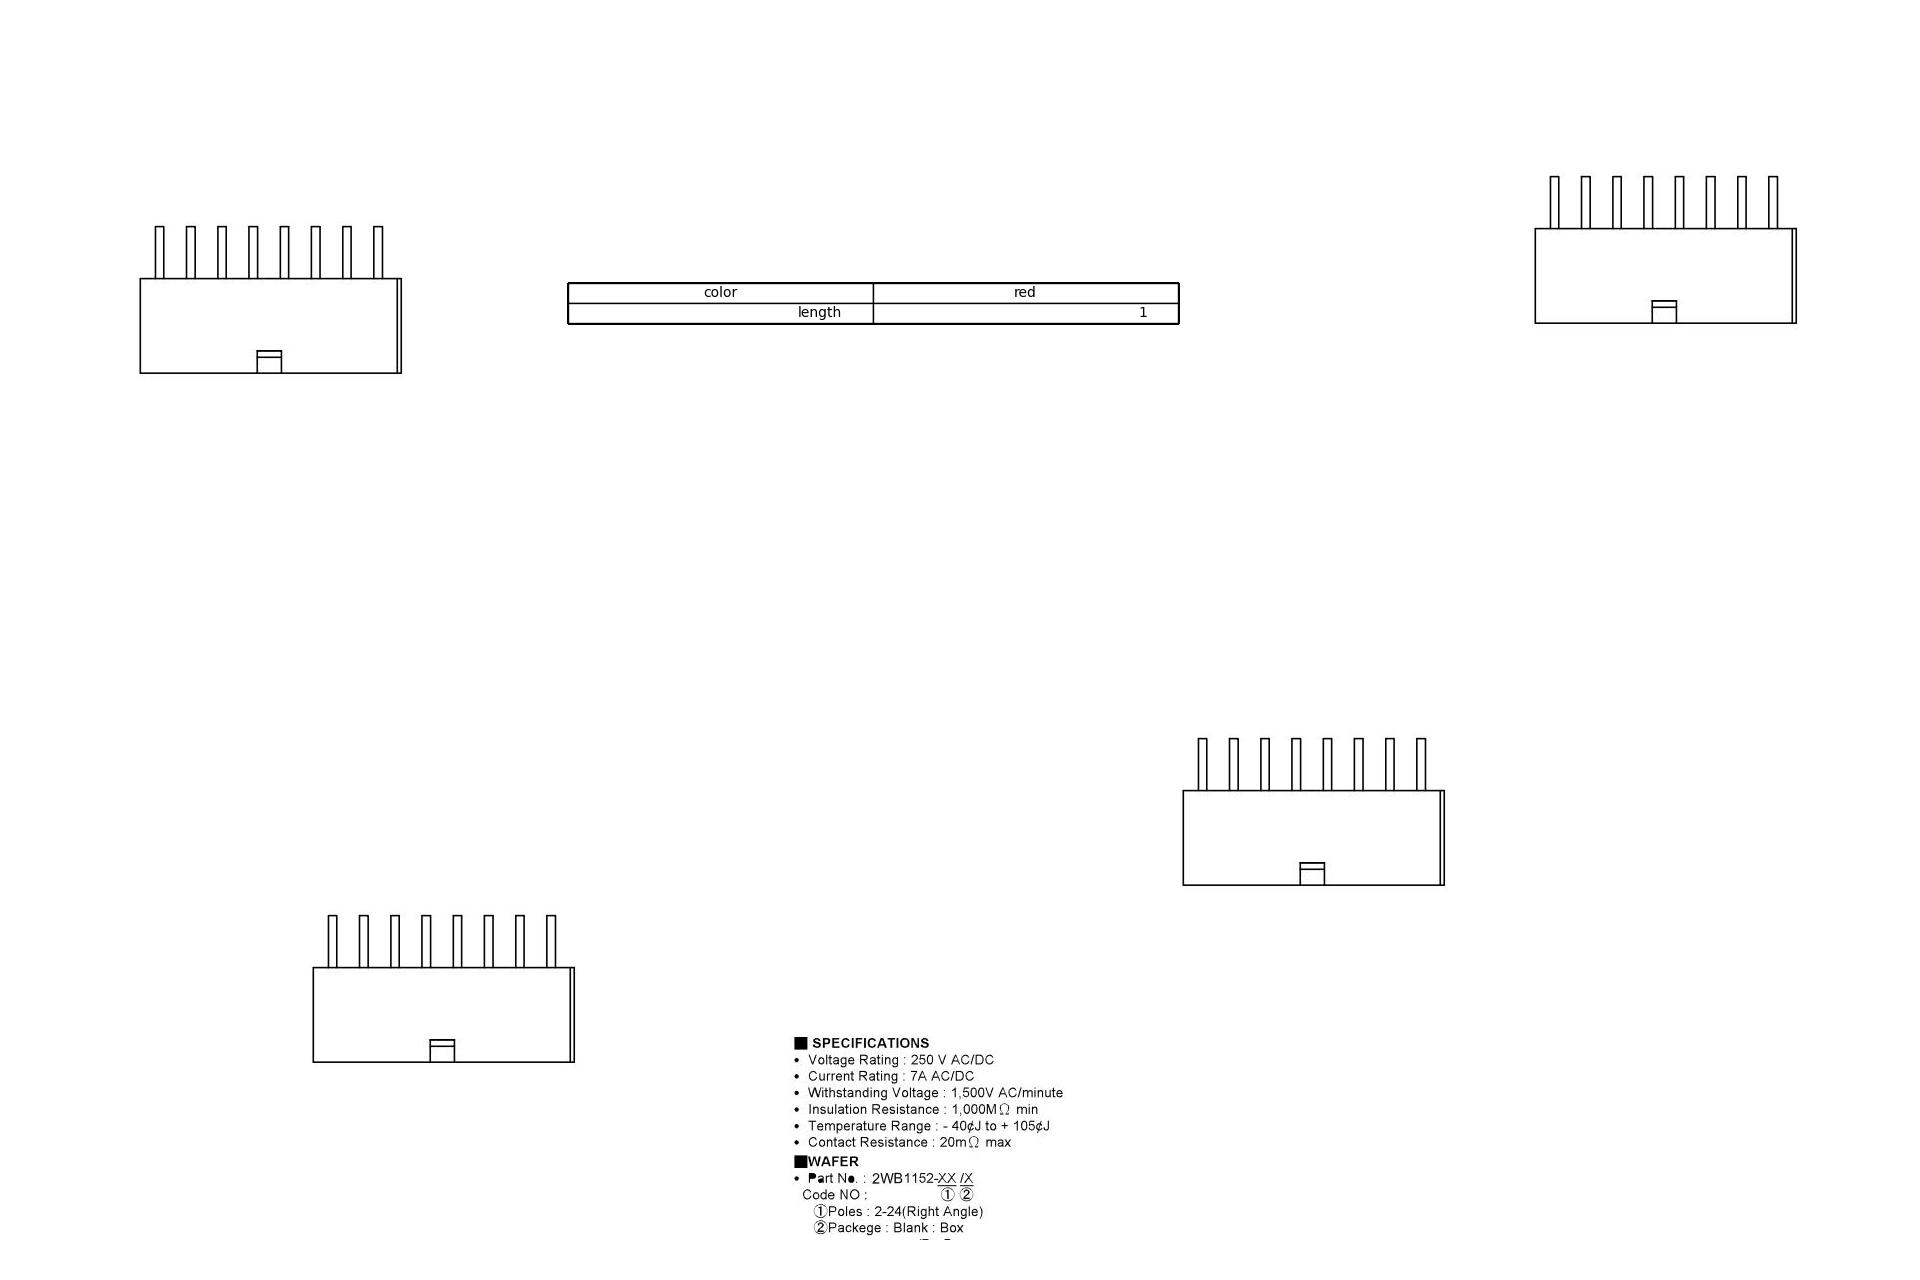 color red
length 1
■ SPECIFICATIONS
• Voltage Rating : 250 V AC/DC
• Current Rating : 7A AC/DC
• Withstanding Voltage : 1,500V AC/minute
• Insulation Resistance : 1,000MΩ min
• Temperature Range : - 40¢J to + 105¢J
• Contact Resistance : 20mΩ max
■WAFER
• Part No. : 2WB1152-XX /X
Code NO : ① ②
①Poles : 2-24(Right Angle)
②Packege : Blank : Box